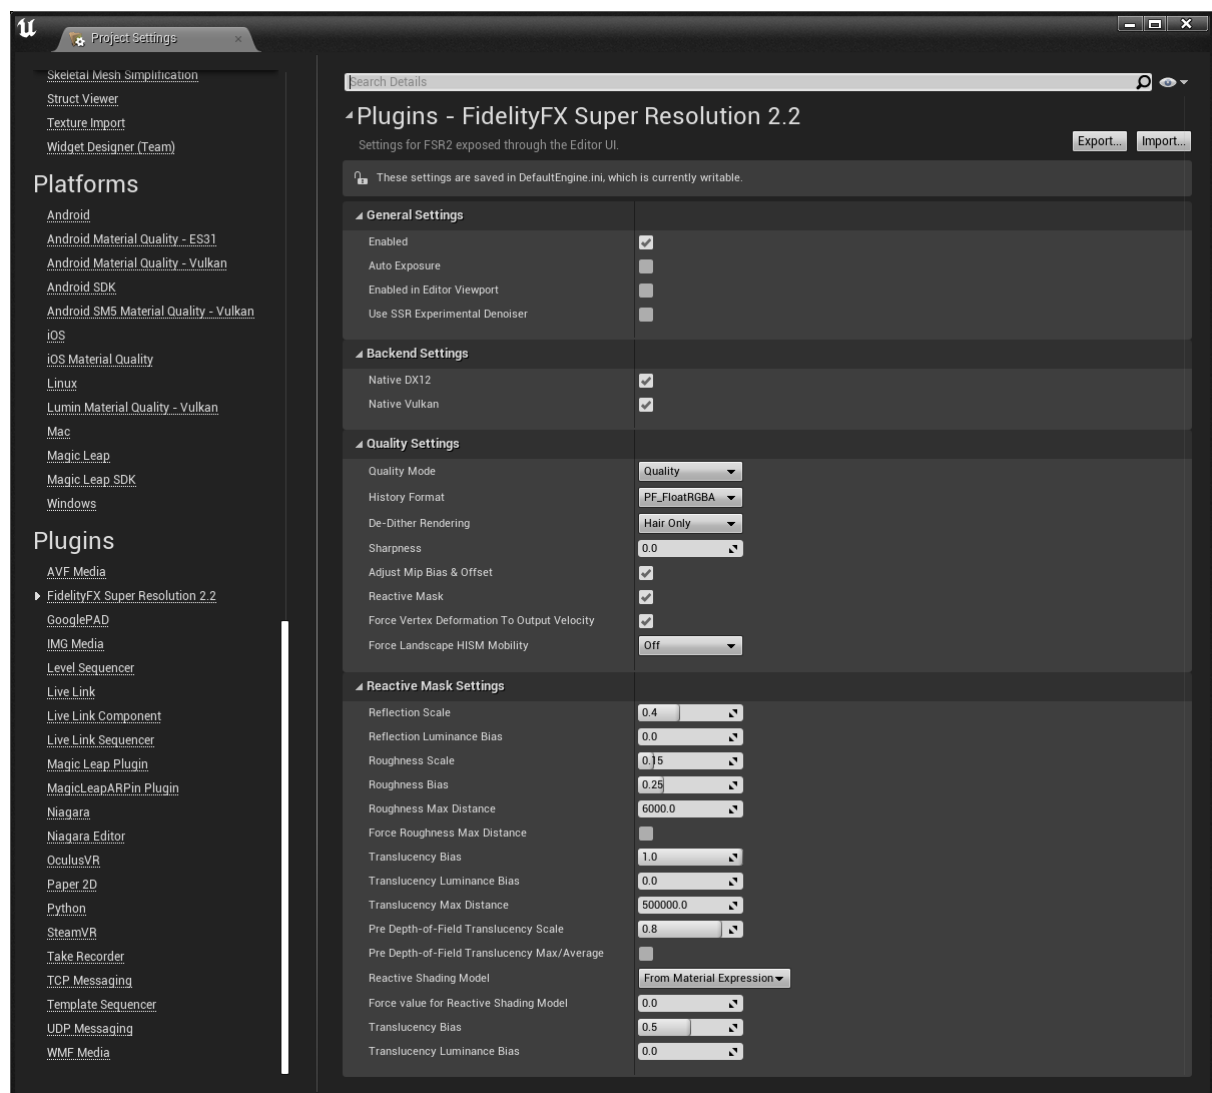 Project Settings
Skeletal Mesh Simplification
Struct Viewer
Texture Import
Widget Designer (Team)
Platforms
Android
Android Material Quality - ES31
Android Material Quality - Vulkan
Android SDK
Android SM5 Material Quality - Vulkan
iOS
iOS Material Quality
Linux
Lumin Material Quality - Vulkan
Mac
Magic Leap
Magic Leap SDK
Windows
Plugins
AVF Media
FidelityFX Super Resolution 2.2
GooglePAD
IMG Media
Level Sequencer
Live Link
Live Link Component
Live Link Sequencer
Magic Leap Plugin
MagicLeapARPin Plugin
Niagara
Niagara Editor
OculusVR
Paper 2D
Python
SteamVR
Take Recorder
TCP Messaging
Template Sequencer
UDP Messaging
WMF Media
Search Details
Plugins - FidelityFX Super Resolution 2.2
Settings for FSR2 exposed through the Editor UI.
Export... Import...
These settings are saved in DefaultEngine.ini, which is currently writable.
General Settings
Enabled
Auto Exposure
Enabled in Editor Viewport
Use SSR Experimental Denoiser
Backend Settings
Native DX12
Native Vulkan
Quality Settings
Quality Mode Quality
History Format PF_FloatRGBA
De-Dither Rendering Hair Only
Sharpness 0.0
Adjust Mip Bias & Offset
Reactive Mask
Force Vertex Deformation To Output Velocity
Force Landscape HISM Mobility Off
Reactive Mask Settings
Reflection Scale 0.4
Reflection Luminance Bias 0.0
Roughness Scale 0.15
Roughness Bias 0.25
Roughness Max Distance 6000.0
Force Roughness Max Distance
Translucency Bias 1.0
Translucency Luminance Bias 0.0
Translucency Max Distance 500000.0
Pre Depth-of-Field Translucency Scale 0.8
Pre Depth-of-Field Translucency Max/Average
Reactive Shading Model From Material Expression
Force value for Reactive Shading Model 0.0
Translucency Bias 0.5
Translucency Luminance Bias 0.0